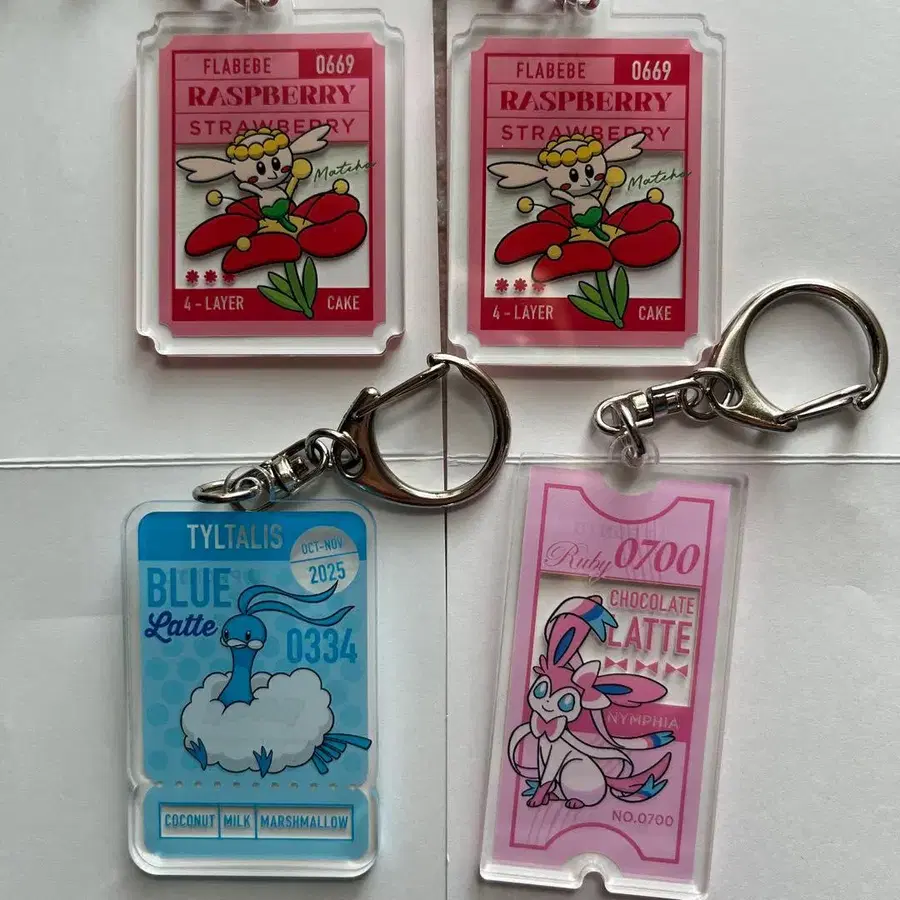 FLABEBE 0669
RASPBERRY
STRAWBERRY
Matcha
4-LAYER CAKE
FLABEBE 0669
RASPBERRY
STRAWBERRY
Matcha
4-LAYER CAKE
TYLTALIS
OCT-NOV
2025
BLUE
Latte
0334
COCONUT MILK MARSHMALLOW
Ruby 0700
CHOCOLATE
LATTE
NYMPHIA
NO.0700